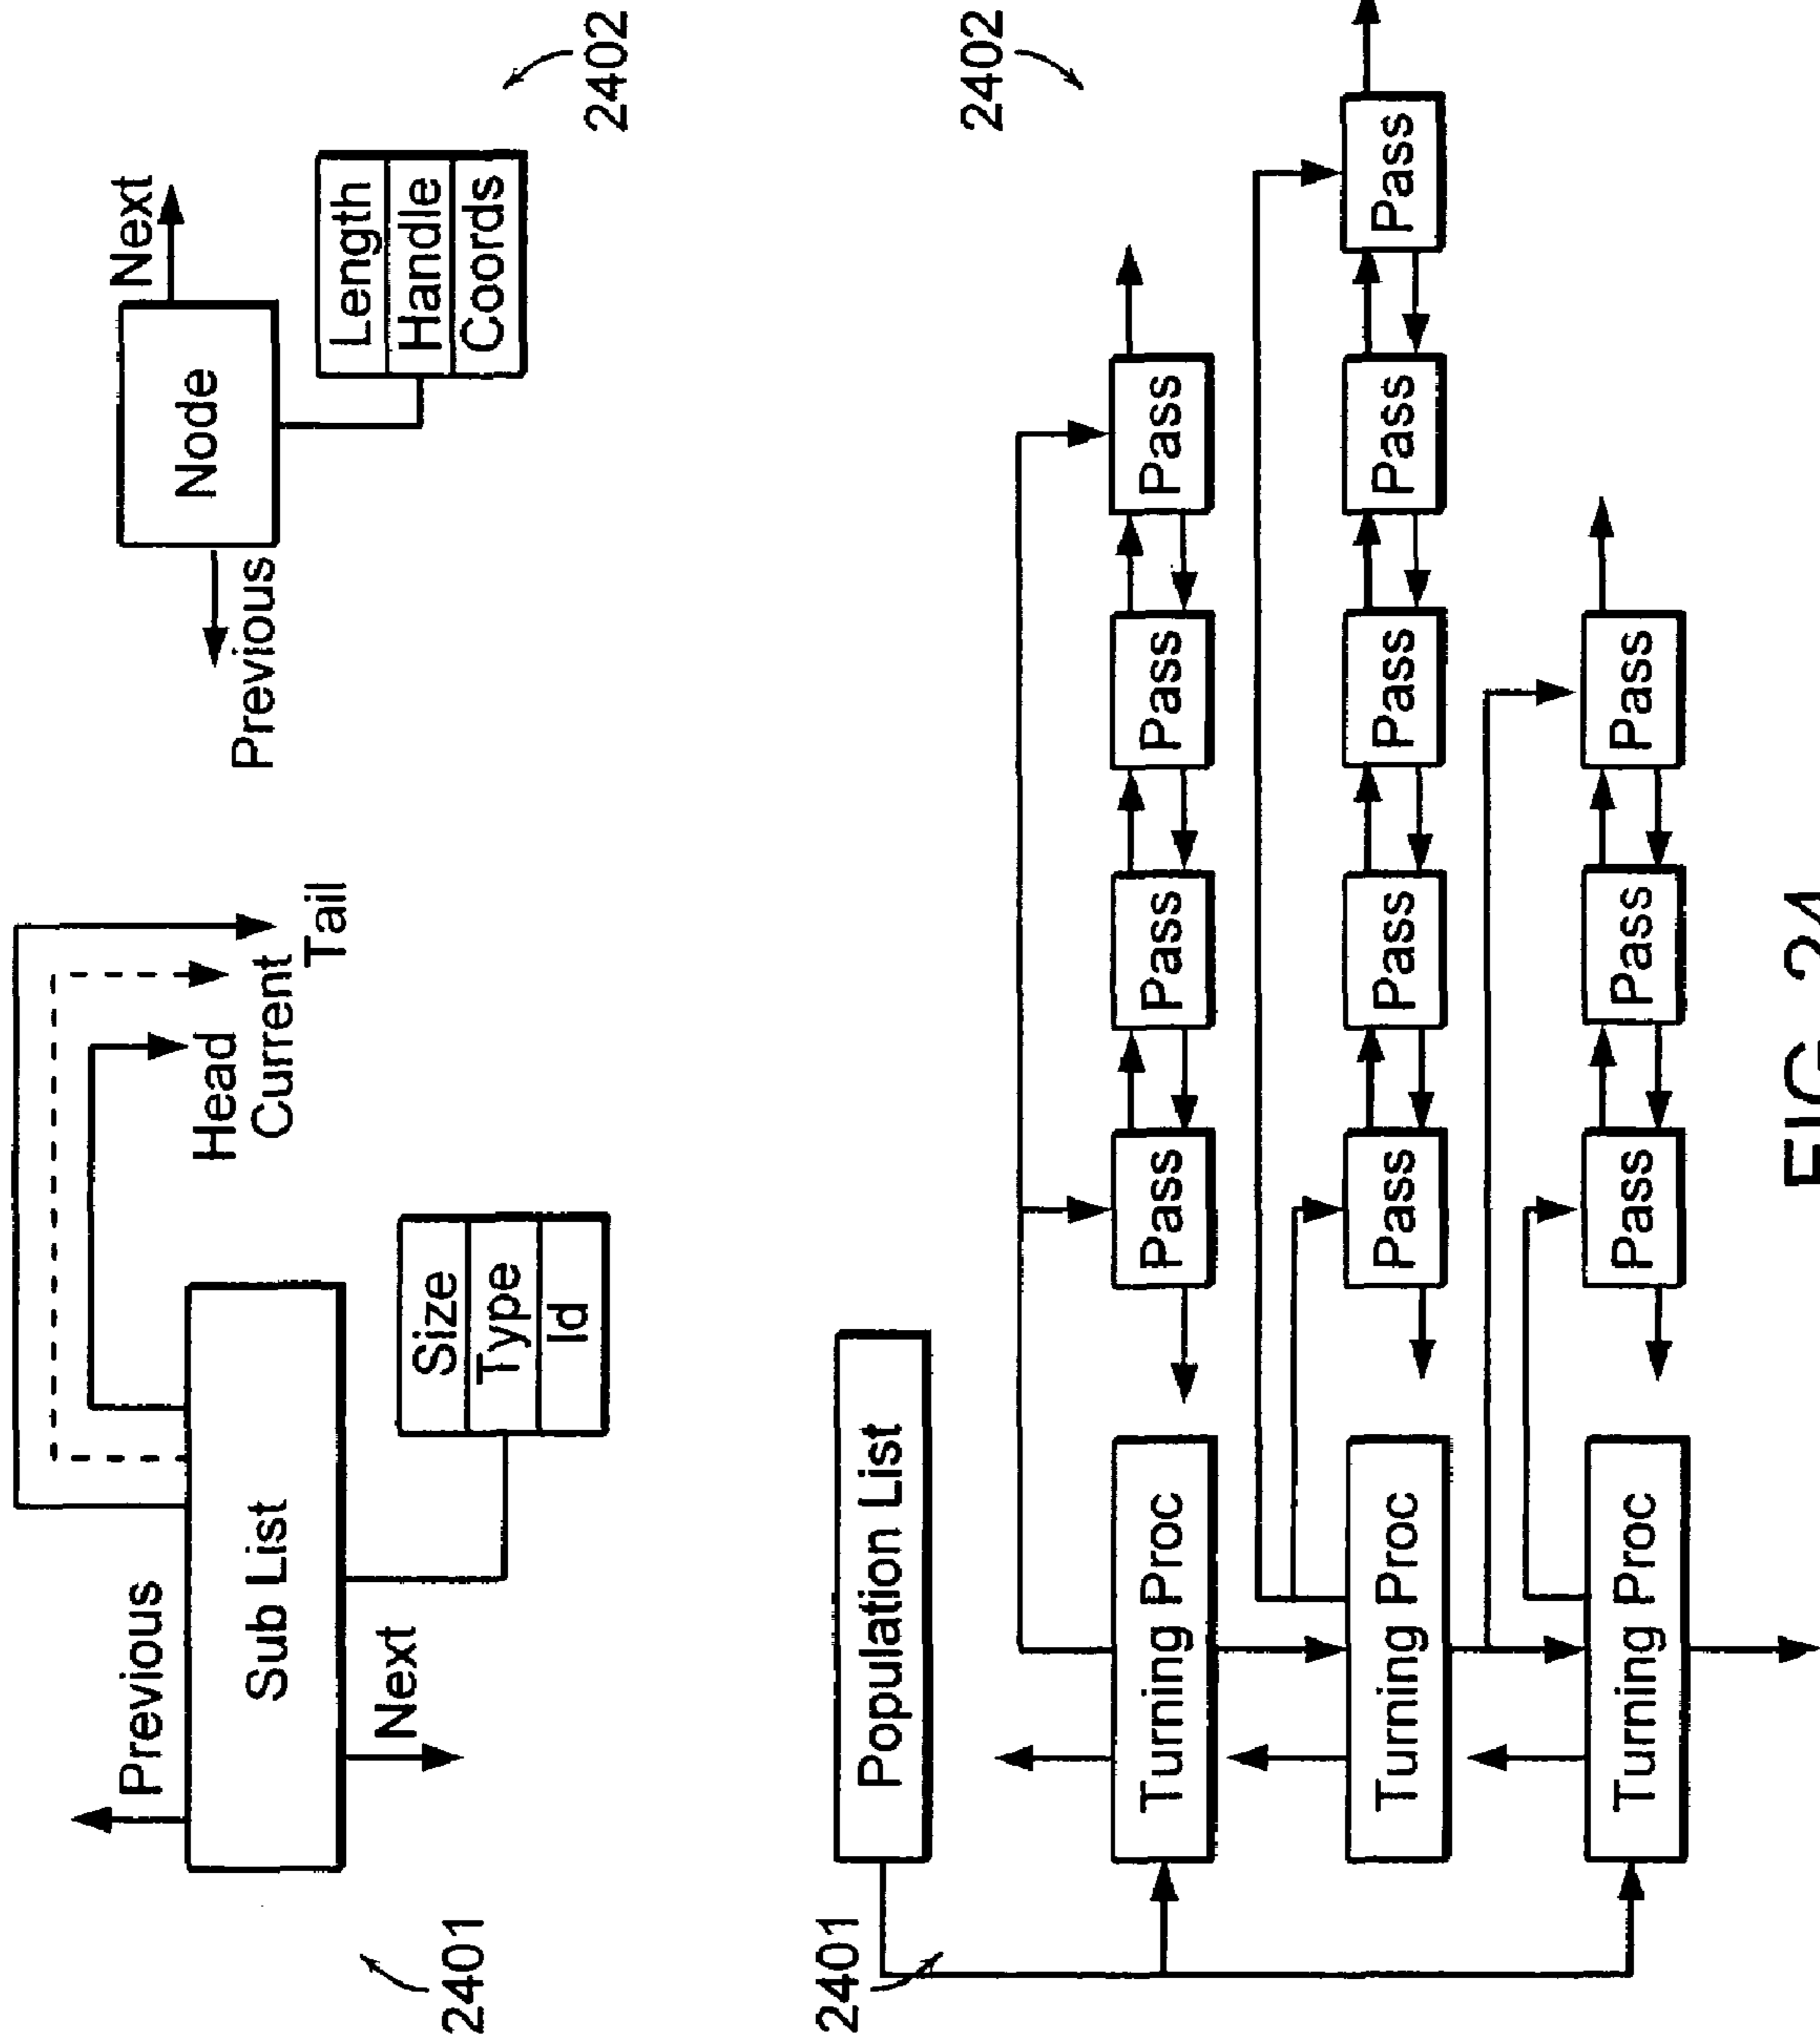 Previous
Sub List
Next
Head
Current
Tail
Size
Type
Id
2401
Next
Node
Previous
Length
Handle
Coords
2402
2401
Population List
2402
Turning Proc
Pass
Pass
Pass
Pass
Turning Proc
Pass
Pass
Pass
Pass
Pass
Turning Proc
Pass
Pass
Pass
FIG. 24